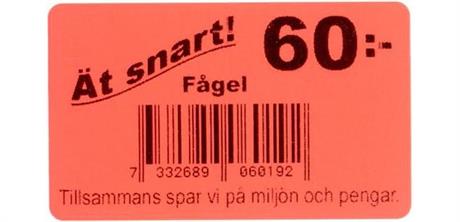 Ät snart! 60:-
Fågel
7 332689 060192
Tillsammans spar vi på miljön och pengar.